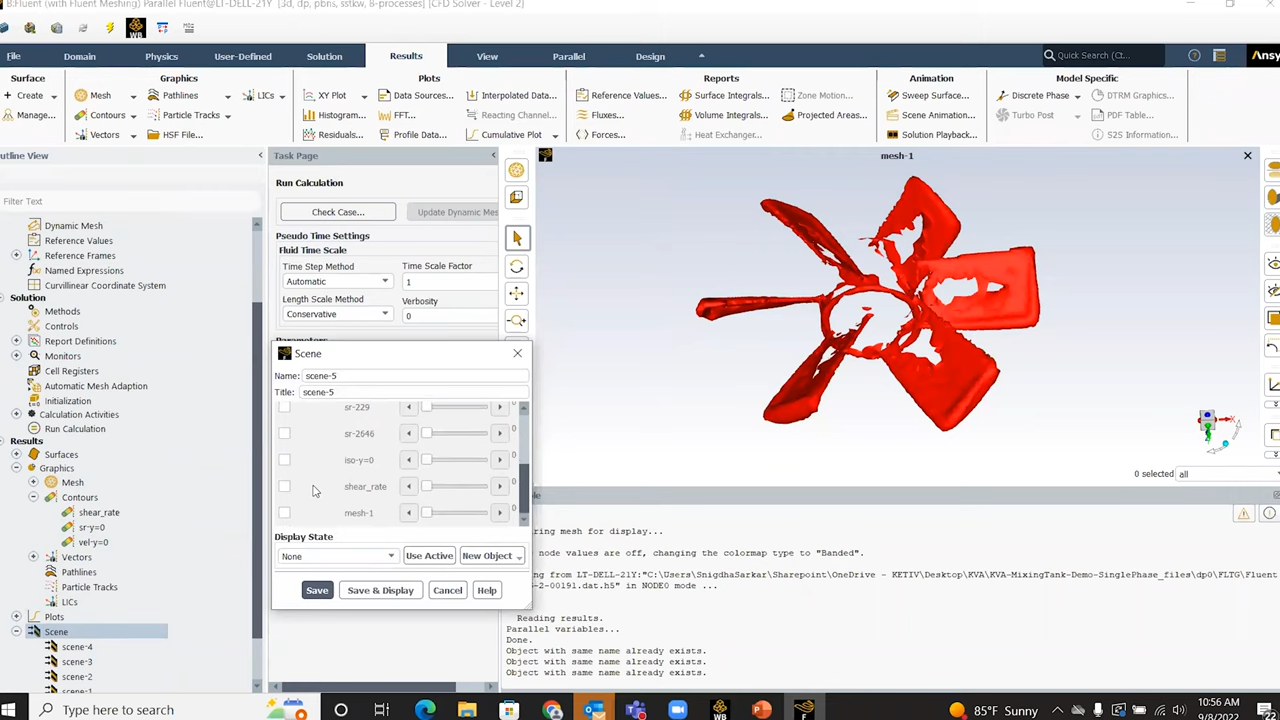 B:Fluent (with Fluent Meshing) Parallel Fluent@LT-DELL-21Y [3d, dp, pbns, sstkw, 8-processes] [CFD Solver - Level 2]
WB
File Domain Physics User-Defined Solution Results View Parallel Design Quick Search (Ct... Ansy
Surface Graphics Plots Reports Animation Model Specific
Create Mesh Pathlines LICs XY Plot Data Sources... Interpolated Data... Reference Values... Surface Integrals... Zone Motion... Sweep Surface... Discrete Phase DTRM Graphics...
Manage... Contours Particle Tracks Histogram... FFT... Reacting Channel... Fluxes... Volume Integrals... Projected Areas... Scene Animation... Turbo Post PDF Table...
Vectors HSF File... Residuals... Profile Data... Cumulative Plot Forces... Heat Exchanger... Solution Playback... S2S Information...
utline View
Filter Text
Dynamic Mesh
Reference Values
Reference Frames
Named Expressions
Curvillinear Coordinate System
Solution
Methods
Controls
Report Definitions
Monitors
Cell Registers
Automatic Mesh Adaption
Initialization
Calculation Activities
Run Calculation
Results
Surfaces
Graphics
Mesh
Contours
shear_rate
sr-y=0
vel-y=0
Vectors
Pathlines
Particle Tracks
LICs
Plots
Scene
scene-4
scene-3
scene-2
scene-1
Task Page
Run Calculation
Check Case... Update Dynamic Mes
Pseudo Time Settings
Fluid Time Scale
Time Step Method Time Scale Factor
Automatic 1
Length Scale Method Verbosity
Conservative 0
Parameters
Scene
Name: scene-5
Title: scene-5
sr-229 0
sr-2646 0
iso-y=0 0
shear_rate 0
mesh-1 0
Display State
None Use Active New Object
Save Save & Display Cancel Help
mesh-1
0 selected all
ring mesh for display...
node values are off, changing the colormap type to "Banded".
ng from LT-DELL-21Y:"C:\Users\SnigdhaSarkar\Sharepoint\OneDrive - KETIV\Desktop\KVA\KVA-MixingTank-Demo-SinglePhase_files\dp0\FLTG\Fluent
-2-00191.dat.h5" in NODE0 mode ...
Reading results.
Parallel variables...
Done.
Object with same name already exists.
Object with same name already exists.
Object with same name already exists.
Type here to search
WB
85°F Sunny
10:56 AM
9/8/2022